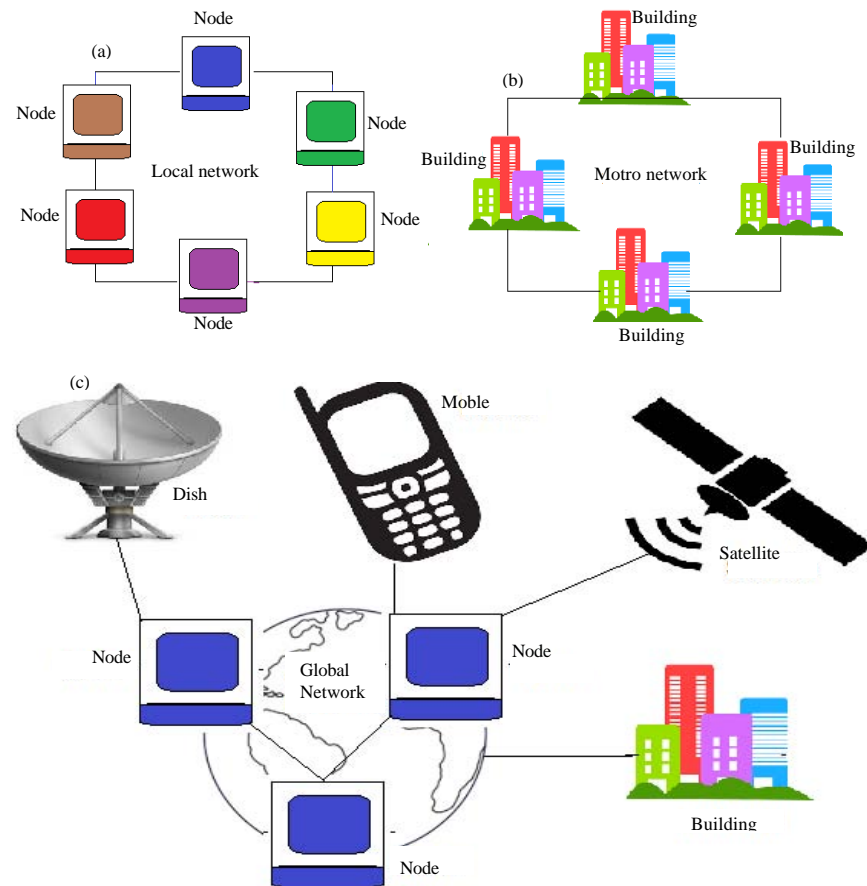 Node
(a)
Node
Node
Local network
Node
Node
Node
Building
(b)
Building
Building
Motro network
Building
(c)
Moble
Dish
Satellite
Node
Global
Network
Node
Building
Node